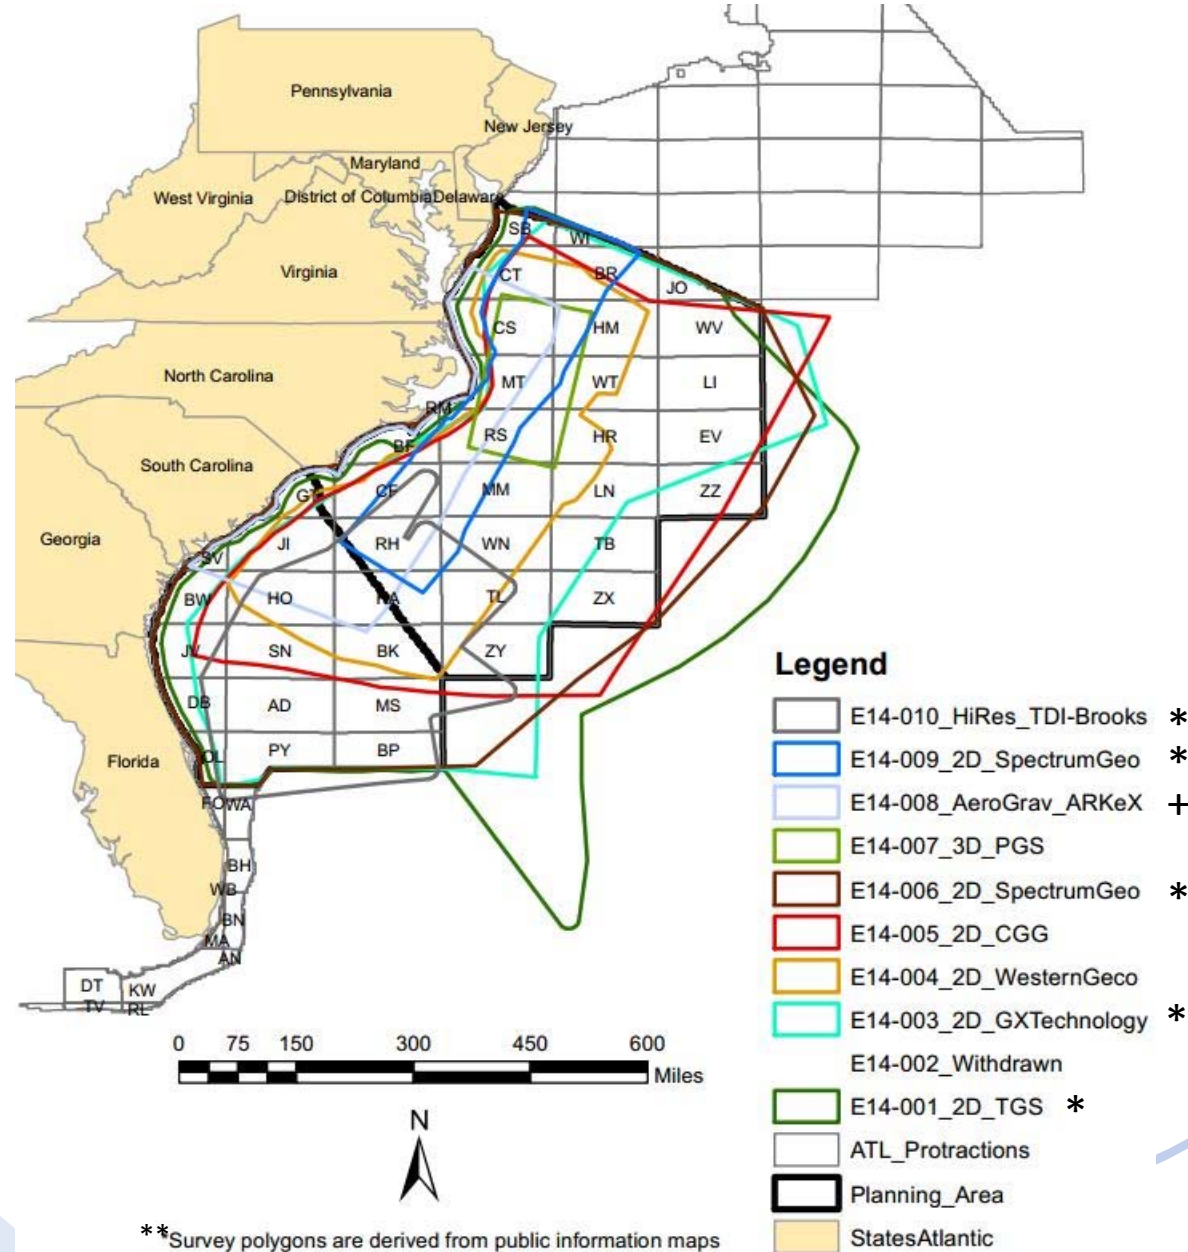 Pennsylvania
New Jersey
Maryland
West Virginia
District of Columbia
Delaware
SB
WI
Virginia
CT
BR
JO
CS
HM
WV
North Carolina
MT
WT
LI
RM
RS
HR
EV
BF
South Carolina
GT
CF
MM
LN
ZZ
Georgia
SV
JI
RH
WN
TB
BW
HO
HA
TL
ZX
JV
SN
BK
ZY
DB
AD
MS
Florida
OL
PY
BP
FO
WA
BH
WB
BN
MA
AN
DT
KW
TV
RL
Legend
E14-010_HiRes_TDI-Brooks *
E14-009_2D_SpectrumGeo *
E14-008_AeroGrav_ARKeX +
E14-007_3D_PGS
E14-006_2D_SpectrumGeo *
E14-005_2D_CGG
E14-004_2D_WesternGeco
E14-003_2D_GXTechnology *
E14-002_Withdrawn
E14-001_2D_TGS *
ATL_Protractions
Planning_Area
StatesAtlantic
0 75 150 300 450 600
Miles
N
**Survey polygons are derived from public information maps